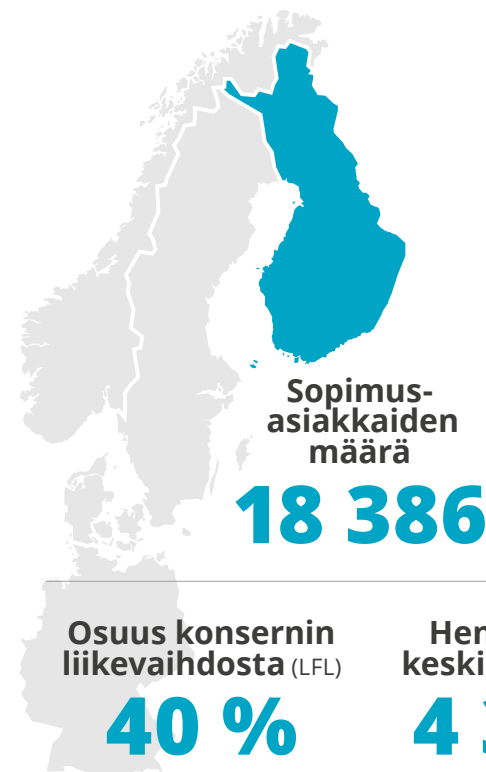 Sopimus-
asiakkaiden
määrä
18 386
Osuus konsernin
liikevaihdosta (LFL)
40 %